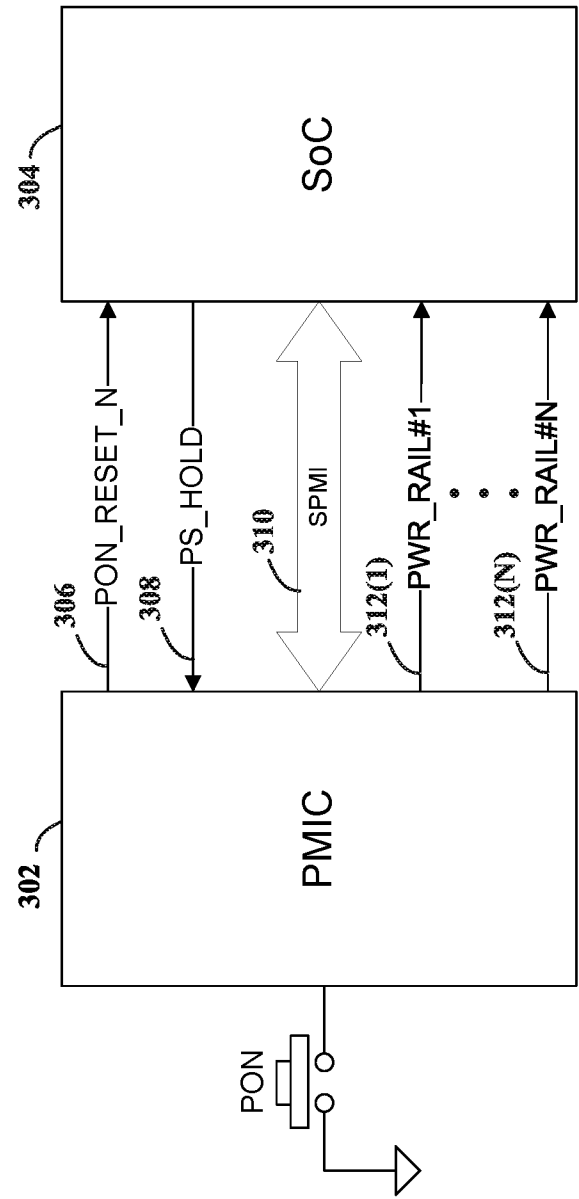 302
304
306
PON_RESET_N
308
PS_HOLD
310
SPMI
312(1)
PWR_RAIL#1
312(N)
PWR_RAIL#N
PON
PMIC
SoC